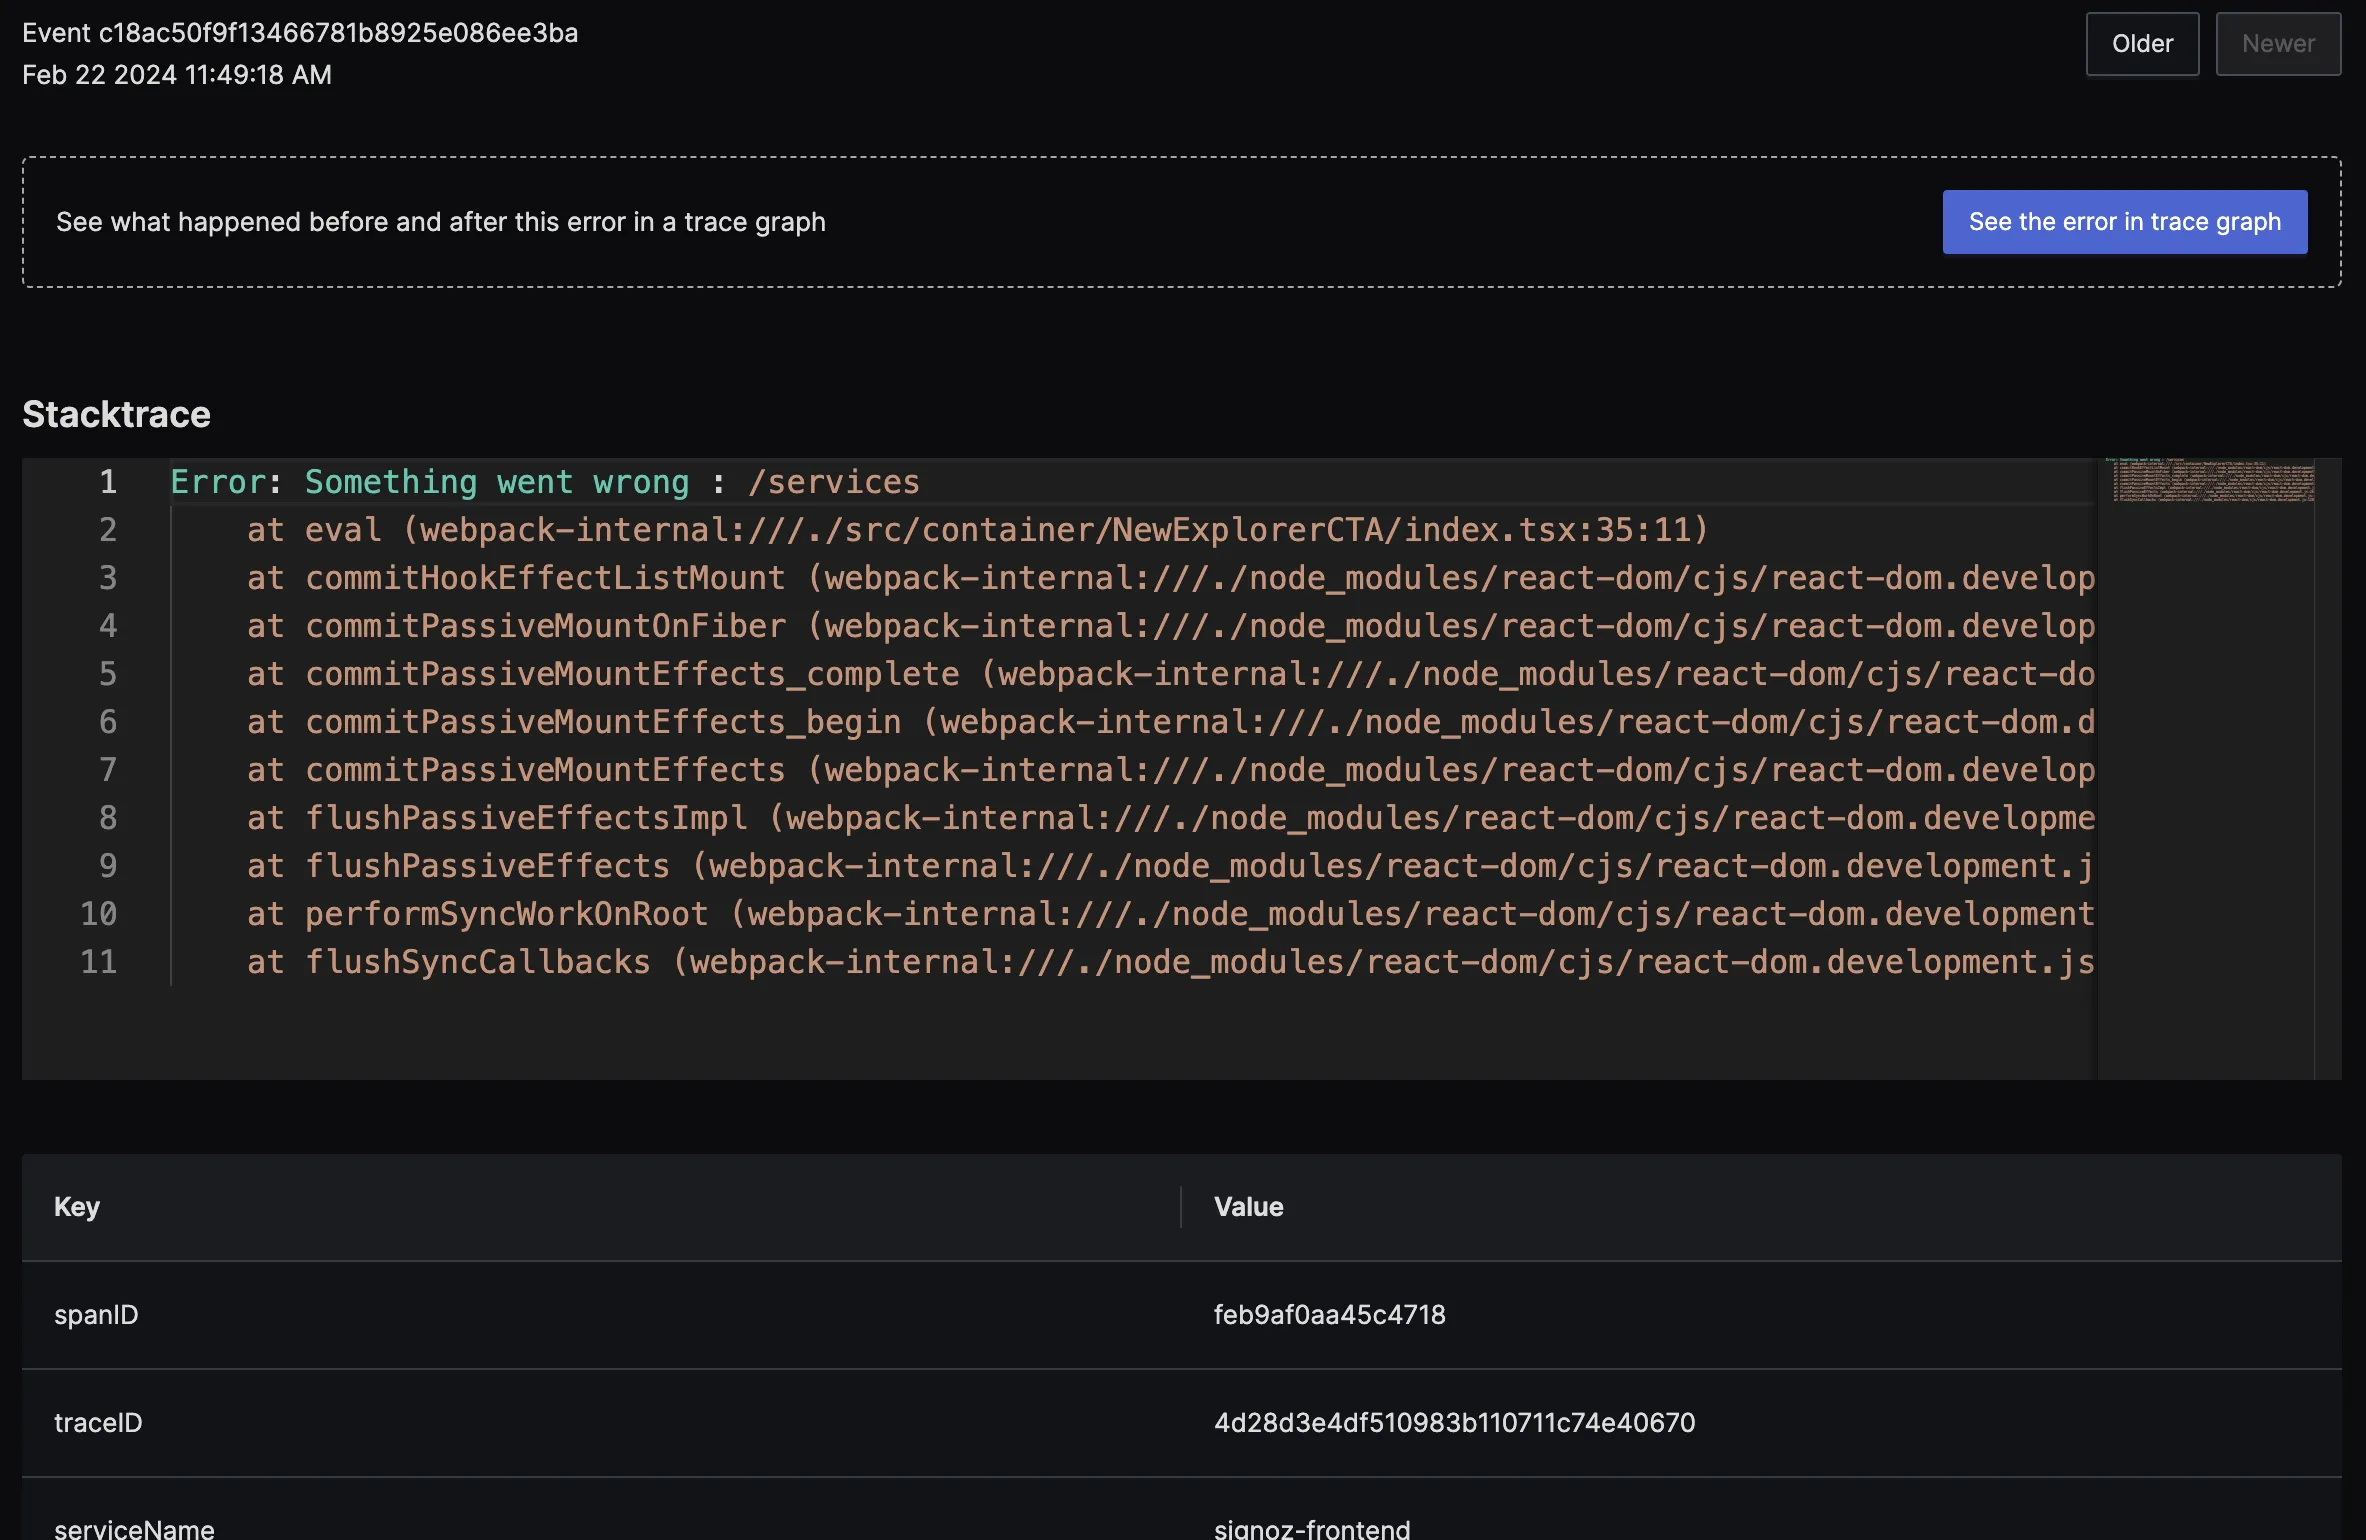 Event c18ac50f9f13466781b8925e086ee3ba
Feb 22 2024 11:49:18 AM
Older
Newer
See what happened before and after this error in a trace graph
See the error in trace graph
Stacktrace
1 Error: Something went wrong : /services
2 at eval (webpack-internal:///./src/container/NewExplorerCTA/index.tsx:35:11)
3 at commitHookEffectListMount (webpack-internal:///./node_modules/react-dom/cjs/react-dom.develop
4 at commitPassiveMountOnFiber (webpack-internal:///./node_modules/react-dom/cjs/react-dom.develop
5 at commitPassiveMountEffects_complete (webpack-internal:///./node_modules/react-dom/cjs/react-do
6 at commitPassiveMountEffects_begin (webpack-internal:///./node_modules/react-dom/cjs/react-dom.d
7 at commitPassiveMountEffects (webpack-internal:///./node_modules/react-dom/cjs/react-dom.develop
8 at flushPassiveEffectsImpl (webpack-internal:///./node_modules/react-dom/cjs/react-dom.developme
9 at flushPassiveEffects (webpack-internal:///./node_modules/react-dom/cjs/react-dom.development.j
10 at performSyncWorkOnRoot (webpack-internal:///./node_modules/react-dom/cjs/react-dom.development
11 at flushSyncCallbacks (webpack-internal:///./node_modules/react-dom/cjs/react-dom.development.js
Key Value
spanID feb9af0aa45c4718
traceID 4d28d3e4df510983b110711c74e40670
serviceName signoz-frontend